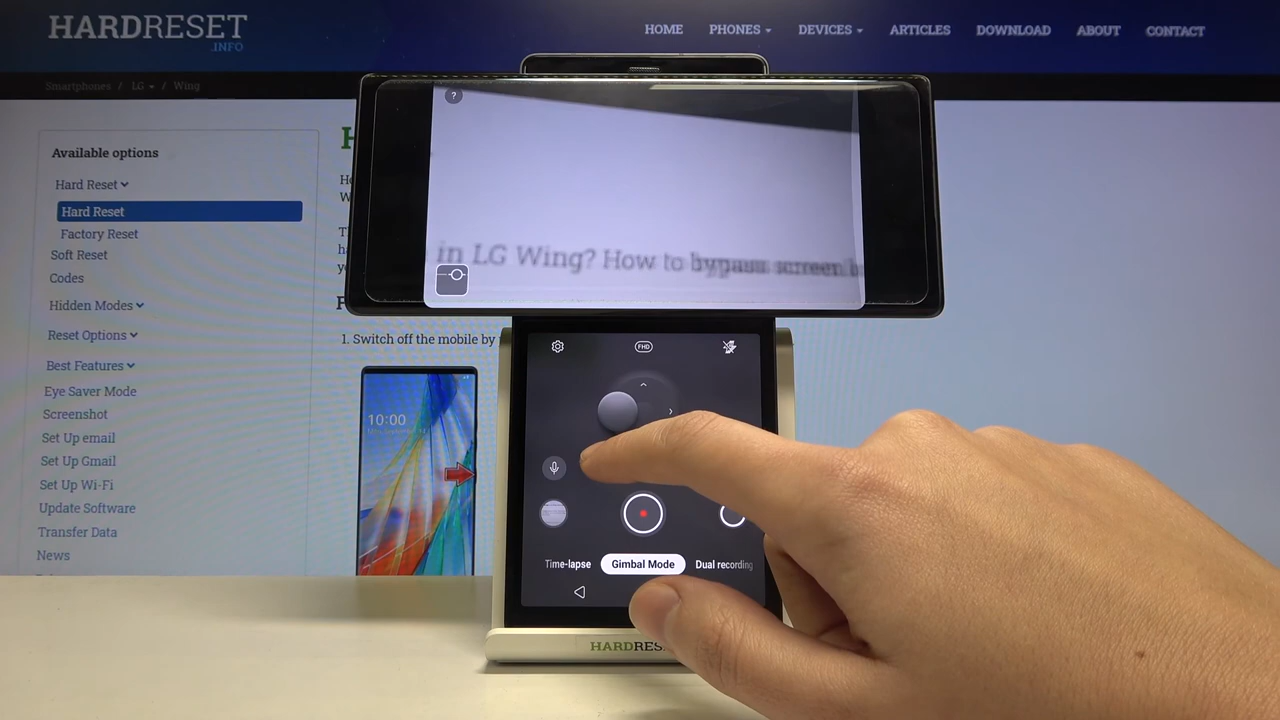 HARDRESET
.INFO
HOME PHONES DEVICES ARTICLES DOWNLOAD ABOUT CONTACT
Smartphones / LG / Wing
Available options
Hard Reset
Hard Reset
Factory Reset
Soft Reset
Codes
Hidden Modes
Reset Options
Best Features
Eye Saver Mode
Screenshot
Set Up email
Set Up Gmail
Set Up Wi-Fi
Update Software
Transfer Data
News
1. Switch off the mobile by
10:00
?
in LG Wing? How to bypass screen
FHD
Time-lapse Gimbal Mode Dual recording
HARDRES